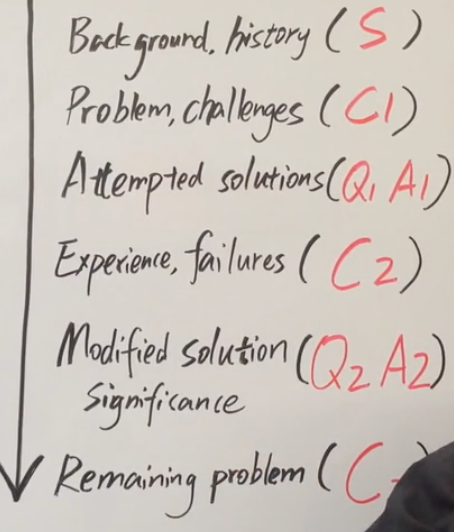 Background, history (S)
Problem, challenges (C1)
Attempted solutions (Q1 A1)
Experience, failures (C2)
Modified solution (Q2 A2)
Significance
Remaining problem (C